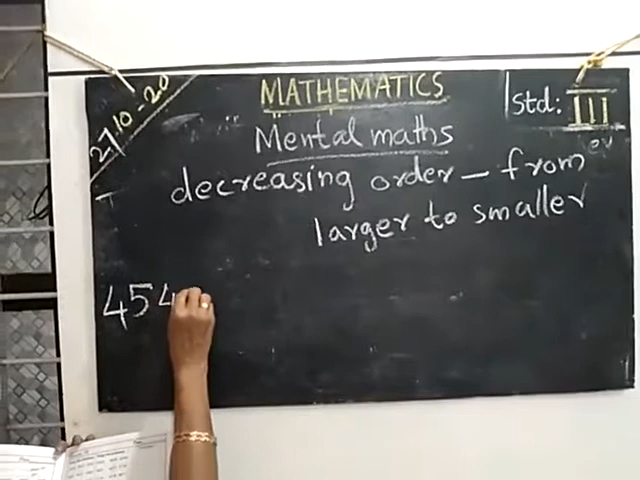 27/10-20
MATHEMATICS
Std: III
Mental maths
decreasing order — from
larger to smaller
454